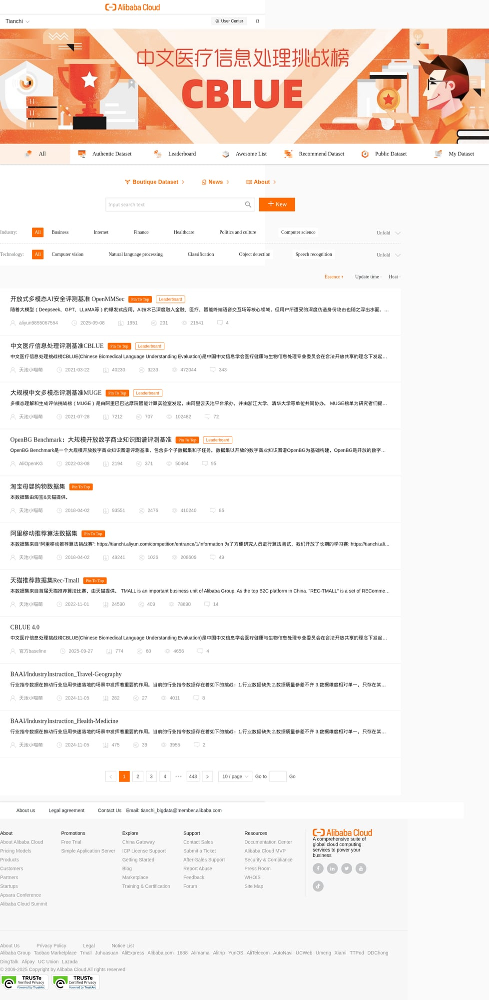 Alibaba Cloud
Tianchi
User Center
中文医疗信息处理挑战榜
CBLUE
All Authentic Dataset Leaderboard Awesome List Recommend Dataset Public Dataset My Dataset
Boutique Dataset News About
Input search text
New
Industry: All Business Internet Finance Healthcare Politics and culture Computer science Unfold
Technology: All Computer vision Natural language processing Classification Object detection Speech recognition Unfold
Essence↑ Update time↑ Heat↑
开放式多模态AI安全评测基准 OpenMMSec Pin To Top Leaderboard
随着大模型（Deepseek、GPT、LLaMA等）的爆发式应用，AI技术已深度融入金融、医疗、智能终端语音交互场等核心领域，但用户所遭受的深度伪造身份攻击也随之浮出水面。...
aliyun9855067554 2025-09-08 1951 231 21541 4
中文医疗信息处理评测基准CBLUE Pin To Top Leaderboard
中文医疗信息处理挑战榜CBLUE(Chinese Biomedical Language Understanding Evaluation)是中国中文信息学会医疗健康与生物信息处理专业委员会在合法开放共享的理念下发起...
天池小喵萌 2021-03-22 40230 3233 472044 343
大规模中文多模态评测基准MUGE Pin To Top Leaderboard
多模态理解和生成评估挑战榜（MUGE）是由阿里巴巴达摩院智能计算实验室发起，由阿里云天池平台承办，并由浙江大学、清华大学等单位共同协办。 MUGE榜单为研究者们提...
天池小喵萌 2021-07-28 7212 707 102482 72
OpenBG Benchmark：大规模开放数字商业知识图谱评测基准 Pin To Top Leaderboard
OpenBG Benchmark是一个大规模开放数字商业知识图谱评测基准，包含多个子数据集和子任务。数据集以开放的数字商业知识图谱OpenBG为基础构建，OpenBG是开放的数字...
AliOpenKG 2022-03-08 2194 371 50464 95
淘宝母婴购物数据集 Pin To Top
本数据集由淘宝&天猫提供。
天池小喵萌 2018-04-02 93551 2476 410240 86
阿里移动推荐算法数据集 Pin To Top
本数据集来自“阿里移动推荐算法挑战赛”: https://tianchi.aliyun.com/competition/entrance/1/information 为了方便研究人员进行算法测试，我们开放了长期的学习赛: https://tianchi.ali...
天池小喵萌 2018-04-02 49241 1026 208609 49
天猫推荐数据集Rec-Tmall Pin To Top
本数据集来自首届天猫推荐算法比赛，由天猫提供。 TMALL is an important business unit of Alibaba Group. As the top B2C platform in China. "REC-TMALL" is a set of REComme...
天池小喵萌 2022-11-01 24590 409 78890 14
CBLUE 4.0
中文医疗信息处理挑战榜CBLUE(Chinese Biomedical Language Understanding Evaluation)是中国中文信息学会医疗健康与生物信息处理专业委员会在合法开放共享的理念下发起...
官方baseline 2025-09-27 774 60 4656 4
BAAI/IndustryInstruction_Travel-Geography
行业指令数据在推动行业应用快速落地的场景中发挥着重要的作用。当前的行业指令数据存在着如下的挑战：1.行业数据缺失 2.数据质量参差不齐 3.数据维度相对单一，只存在某...
天池小喵萌 2024-11-05 282 27 4011 8
BAAI/IndustryInstruction_Health-Medicine
行业指令数据在推动行业应用快速落地的场景中发挥着重要的作用。当前的行业指令数据存在着如下的挑战：1.行业数据缺失 2.数据质量参差不齐 3.数据维度相对单一，只存在某...
天池小喵萌 2024-11-05 475 39 3955 2
< 1 2 3 4 ••• 443 > 10 / page Go to Go
About us Legal agreement Contact Us Email: tianchi_bigdata@member.alibaba.com
About
About Alibaba Cloud
Pricing Models
Products
Customers
Partners
Startups
Apsara Conference
Alibaba Cloud Summit
Promotions
Free Trial
Simple Application Server
Explore
China Gateway
ICP License Support
Getting Started
Blog
Marketplace
Training & Certification
Support
Contact Sales
Submit a Ticket
After-Sales Support
Report Abuse
Feedback
Forum
Resources
Documentation Center
Alibaba Cloud MVP
Security & Compliance
Press Room
WHOIS
Site Map
Alibaba Cloud
A comprehensive suite of
global cloud computing
services to power your
business
About Us Privacy Policy Legal Notice List
Alibaba Group Taobao Marketplace Tmall Juhuasuan AliExpress Alibaba.com 1688 Alimama Alitrip YunOS AliTelecom AutoNavi UCWeb Umeng Xiami TTPod DDChong
DingTalk Alipay UC Union Lazada
© 2009-2025 Copyright by Alibaba Cloud All rights reserved
TRUSTe
Verified Privacy
Powered by TrustArc
TRUSTe
Certified Privacy
Powered by TrustArc